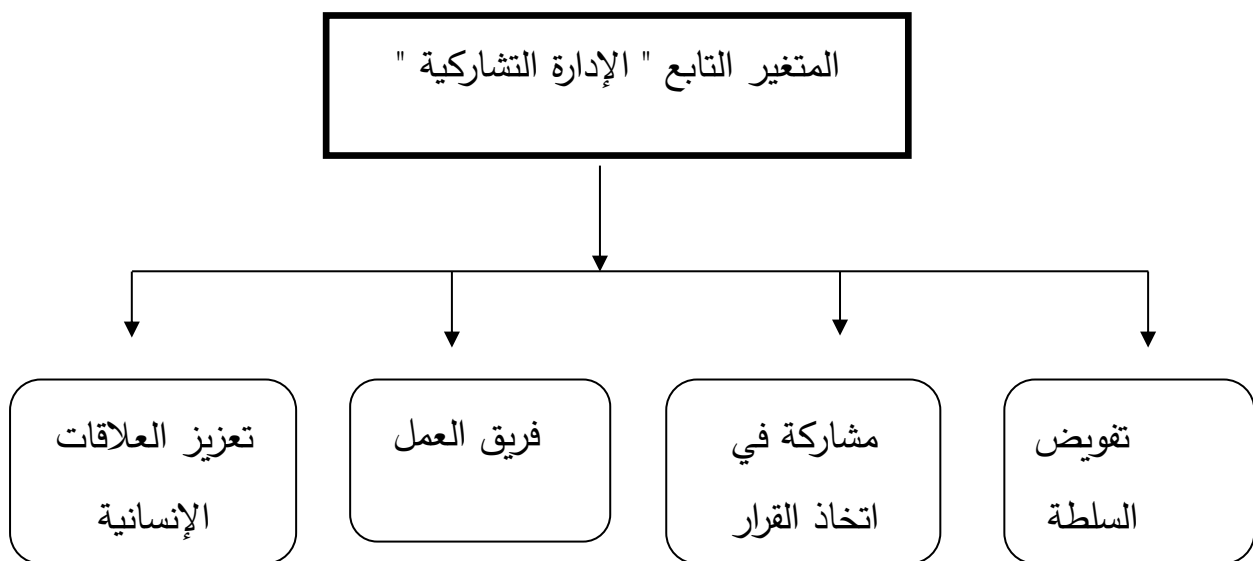 المتغير التابع " الإدارة التشاركية "
تفويض
السلطة
مشاركة في
اتخاذ القرار
فريق العمل
تعزيز العلاقات
الإنسانية